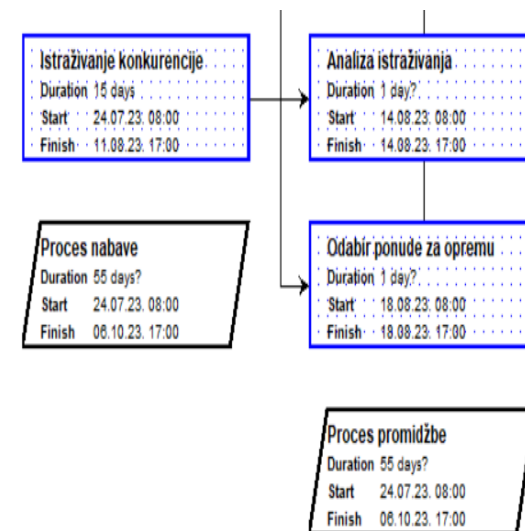 Istraživanje konkurencije
Duration 15 days
Start 24.07.23. 08:00
Finish 11.08.23. 17:00
Analiza istraživanja
Duration 1 day?
Start 14.08.23. 08:00
Finish 14.08.23. 17:00
Proces nabave
Duration 55 days?
Start 24.07.23. 08:00
Finish 06.10.23. 17:00
Odabir ponude za opremu
Duration 1 day?
Start 18.08.23. 08:00
Finish 18.08.23. 17:00
Proces promidžbe
Duration 55 days?
Start 24.07.23. 08:00
Finish 06.10.23. 17:00